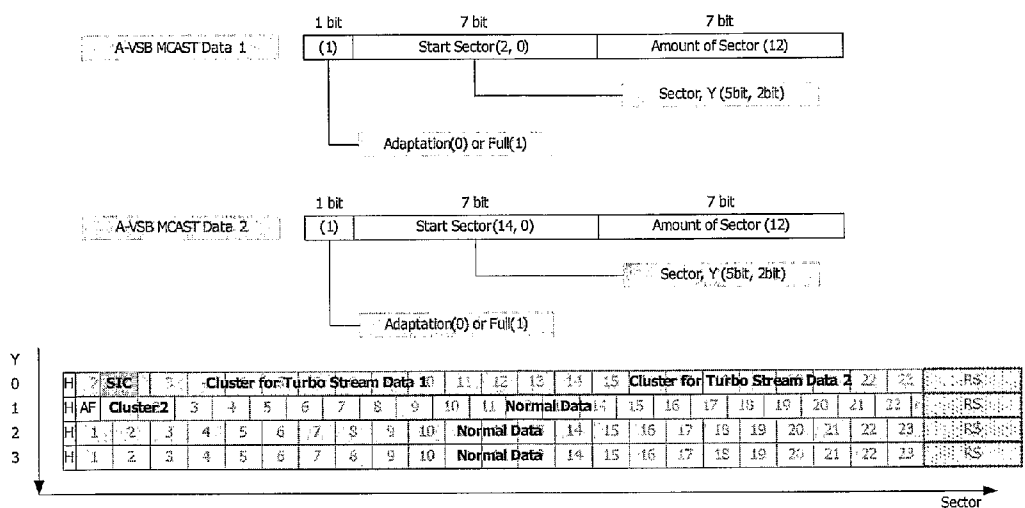 1 bit 7 bit 7 bit
A-VSB MCAST Data 1 (1) Start Sector(2, 0) Amount of Sector (12)
Sector, Y (5bit, 2bit)
Adaptation(0) or Full(1)
1 bit 7 bit 7 bit
A-VSB MCAST Data 2 (1) Start Sector(14, 0) Amount of Sector (12)
Sector, Y (5bit, 2bit)
Adaptation(0) or Full(1)
Y
0 H SIC Cluster for Turbo Stream Data 1 11 12 13 14 15 Cluster for Turbo Stream Data 2 22 23 RS
1 H AF Cluster2 3 4 5 6 7 8 9 10 11 Normal Data 15 16 17 18 19 20 21 22 RS
2 H 1 2 3 4 5 6 7 8 9 10 Normal Data 14 15 16 17 18 19 20 21 22 23 RS
3 H 1 2 3 4 5 6 7 8 9 10 Normal Data 14 15 16 17 18 19 20 21 22 23 RS
Sector